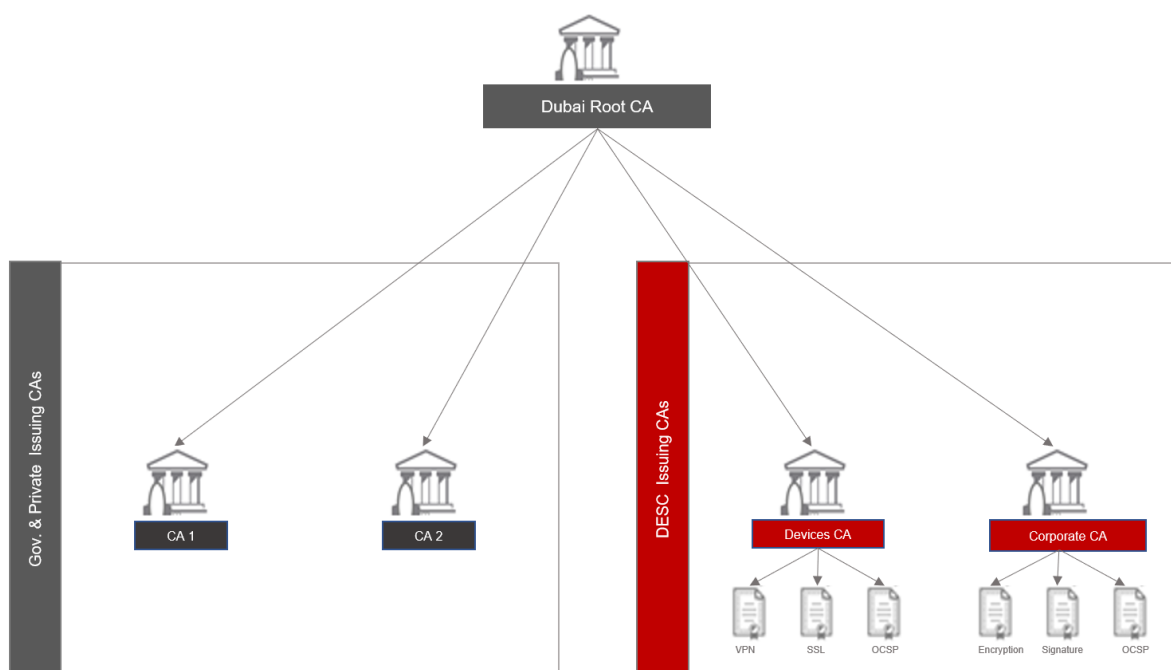 Dubai Root CA
Gov. & Private Issuing CAs
CA 1
CA 2
DESC Issuing CAs
Devices CA
Corporate CA
VPN
SSL
OCSP
Encryption
Signature
OCSP